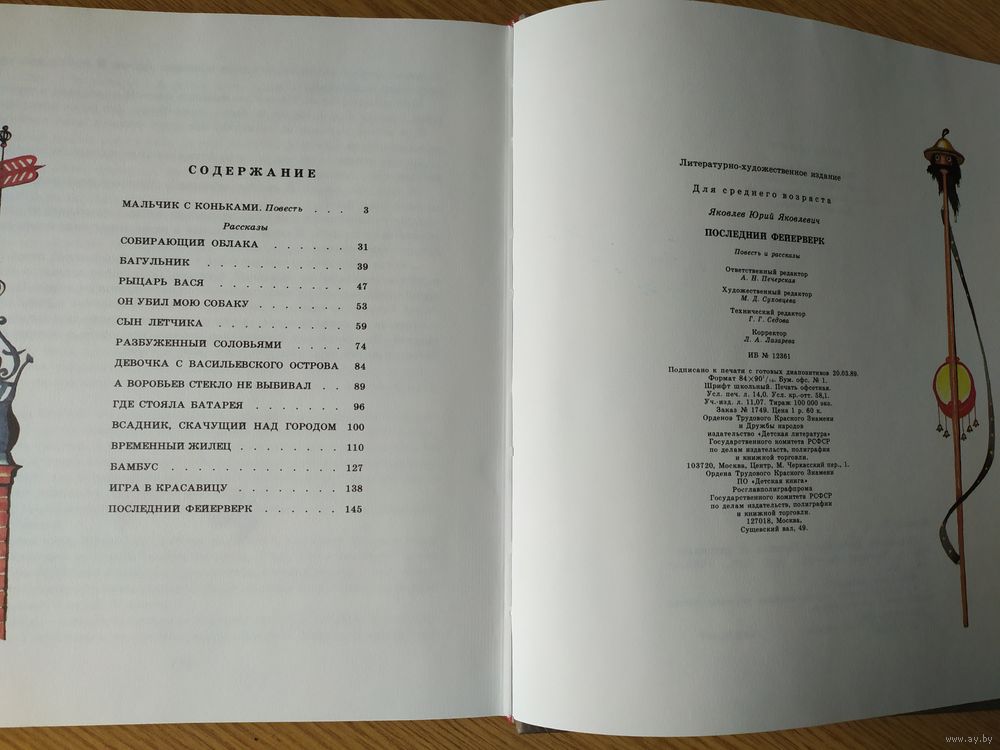 СОДЕРЖАНИЕ
МАЛЬЧИК С КОНЬКАМИ. Повесть . . . 3
Рассказы
СОБИРАЮЩИЙ ОБЛАКА . . . . . . 31
БАГУЛЬНИК . . . . . . . . . . . 39
РЫЦАРЬ ВАСЯ . . . . . . . . . . 47
ОН УБИЛ МОЮ СОБАКУ . . . . . . 53
СЫН ЛЕТЧИКА . . . . . . . . . . 59
РАЗБУЖЕННЫЙ СОЛОВЬЯМИ . . . . 74
ДЕВОЧКА С ВАСИЛЬЕВСКОГО ОСТРОВА 84
А ВОРОБЬЕВ СТЕКЛО НЕ ВЫБИВАЛ . . 89
ГДЕ СТОЯЛА БАТАРЕЯ . . . . . . . 96
ВСАДНИК, СКАЧУЩИЙ НАД ГОРОДОМ 100
ВРЕМЕННЫЙ ЖИЛЕЦ . . . . . . . . 110
БАМБУС . . . . . . . . . . . . . 127
ИГРА В КРАСАВИЦУ . . . . . . . . 138
ПОСЛЕДНИЙ ФЕЙЕРВЕРК . . . . . . 145
Литературно-художественное издание
Для среднего возраста
Яковлев Юрий Яковлевич
ПОСЛЕДНИЙ ФЕЙЕРВЕРК
Повесть и рассказы
Ответственный редактор
А. Н. Печерская
Художественный редактор
М. Д. Суховцева
Технический редактор
Г. Г. Седова
Корректор
Л. А. Лазарева
ИБ № 12361
Подписано к печати с готовых диапозитивов 29.03.89.
Формат 84×90¹/₁₆. Бум. офс. № 1.
Шрифт школьный. Печать офсетная.
Усл. печ. л. 14,0. Усл. кр.-отт. 58,1.
Уч.-изд. л. 11,07. Тираж 100 000 экз.
Заказ № 1749. Цена 1 р. 60 к.
Орденов Трудового Красного Знамени
и Дружбы народов
издательство «Детская литература»
Государственного комитета РСФСР
по делам издательств, полиграфии
и книжной торговли.
103720, Москва, Центр, М. Черкасский пер., 1.
Ордена Трудового Красного Знамени
ПО «Детская книга»
Росглавполиграфпрома
Государственного комитета РСФСР
по делам издательств, полиграфии
и книжной торговли.
127018, Москва,
Сущевский вал, 49.
www.ay.by